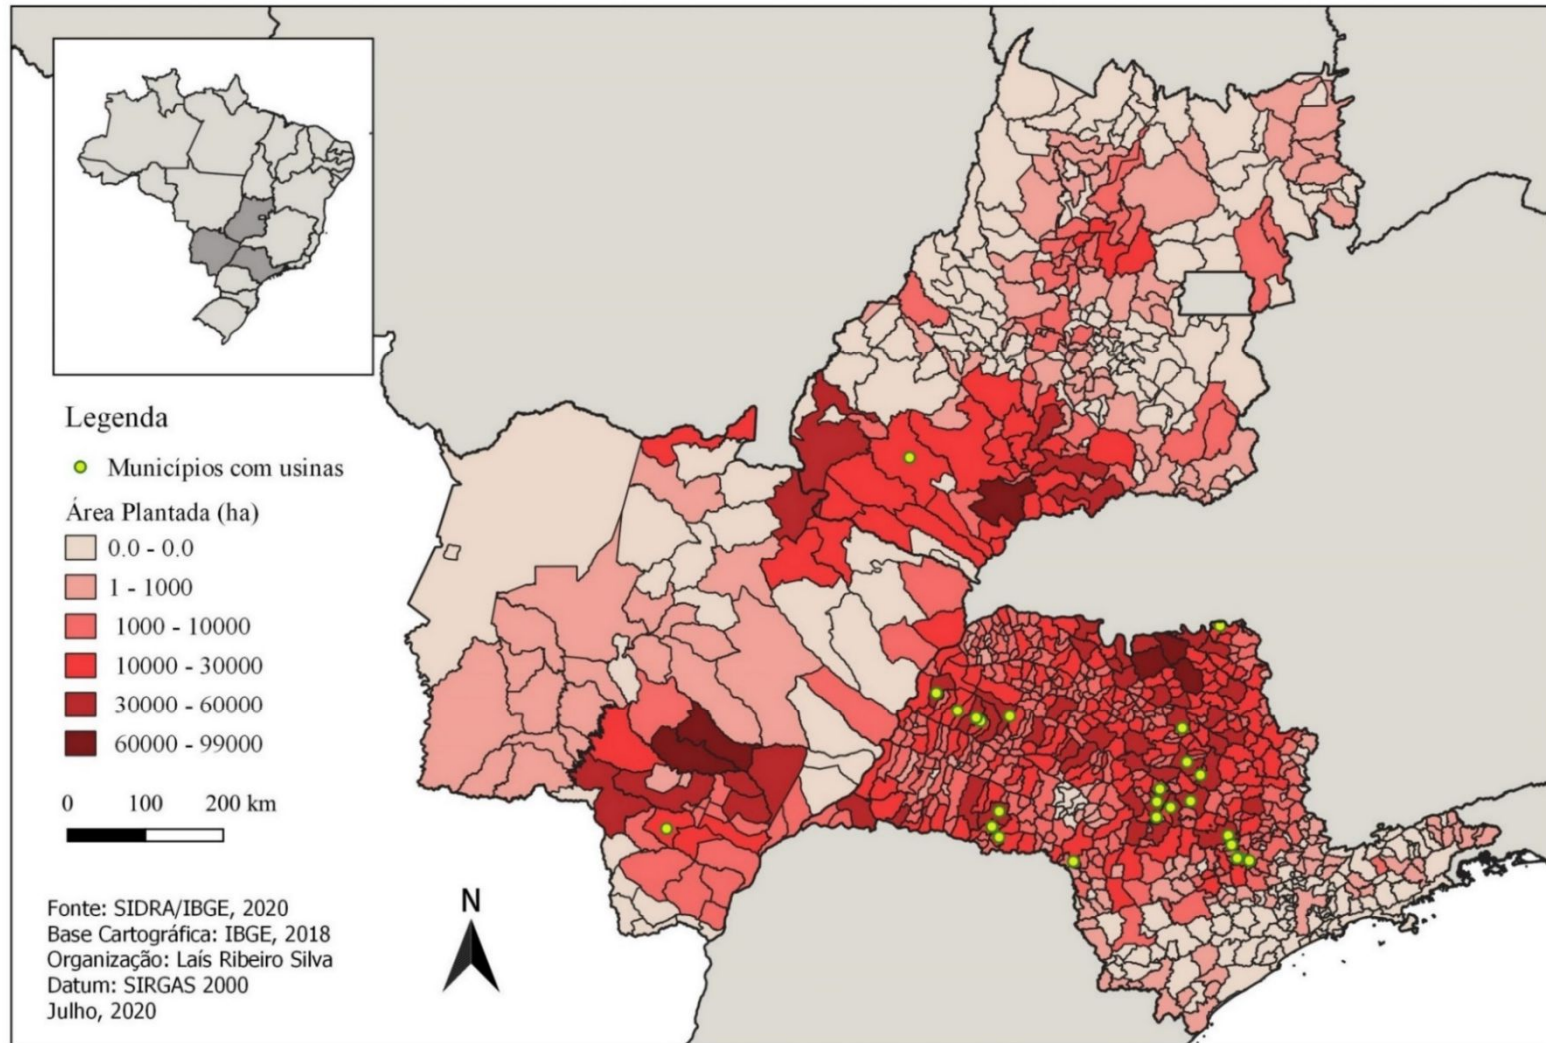 Legenda
Municípios com usinas
Área Plantada (ha)
0.0 - 0.0
1 - 1000
1000 - 10000
10000 - 30000
30000 - 60000
60000 - 99000
0 100 200 km
Fonte: SIDRA/IBGE, 2020
Base Cartográfica: IBGE, 2018
Organização: Laís Ribeiro Silva
Datum: SIRGAS 2000
Julho, 2020
N